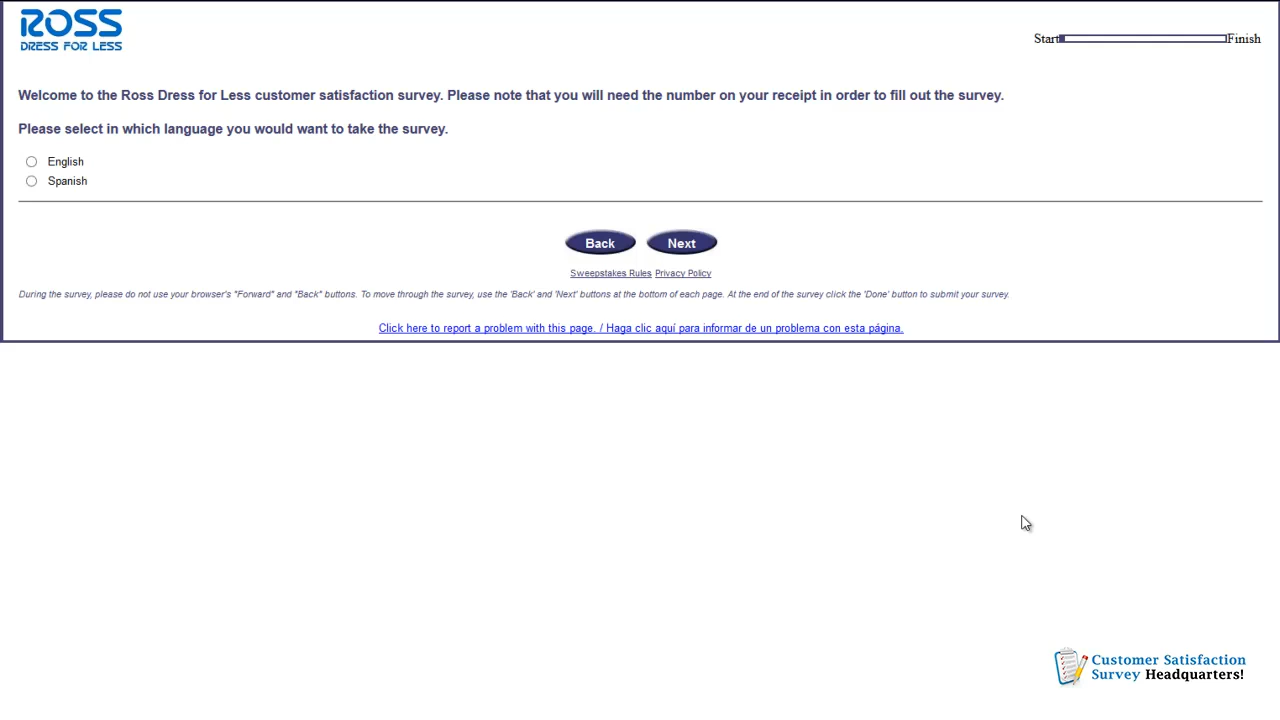 ROSS
DRESS FOR LESS
Start Finish
Welcome to the Ross Dress for Less customer satisfaction survey. Please note that you will need the number on your receipt in order to fill out the survey.
Please select in which language you would want to take the survey.
English
Spanish
Back Next
Sweepstakes Rules Privacy Policy
During the survey, please do not use your browser's "Forward" and "Back" buttons. To move through the survey, use the 'Back' and 'Next' buttons at the bottom of each page. At the end of the survey click the 'Done' button to submit your survey.
Click here to report a problem with this page. / Haga clic aquí para informar de un problema con esta página.
Customer Satisfaction
Survey Headquarters!